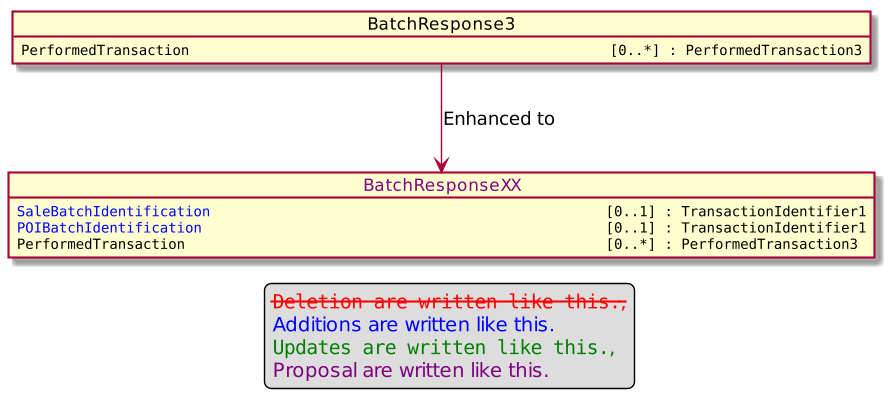 BatchResponse3
PerformedTransaction [0..*] : PerformedTransaction3
Enhanced to
BatchResponseXX
SaleBatchIdentification [0..1] : TransactionIdentifier1
POIBatchIdentification [0..1] : TransactionIdentifier1
PerformedTransaction [0..*] : PerformedTransaction3
Deletion are written like this.,
Additions are written like this.
Updates are written like this.,
Proposal are written like this.